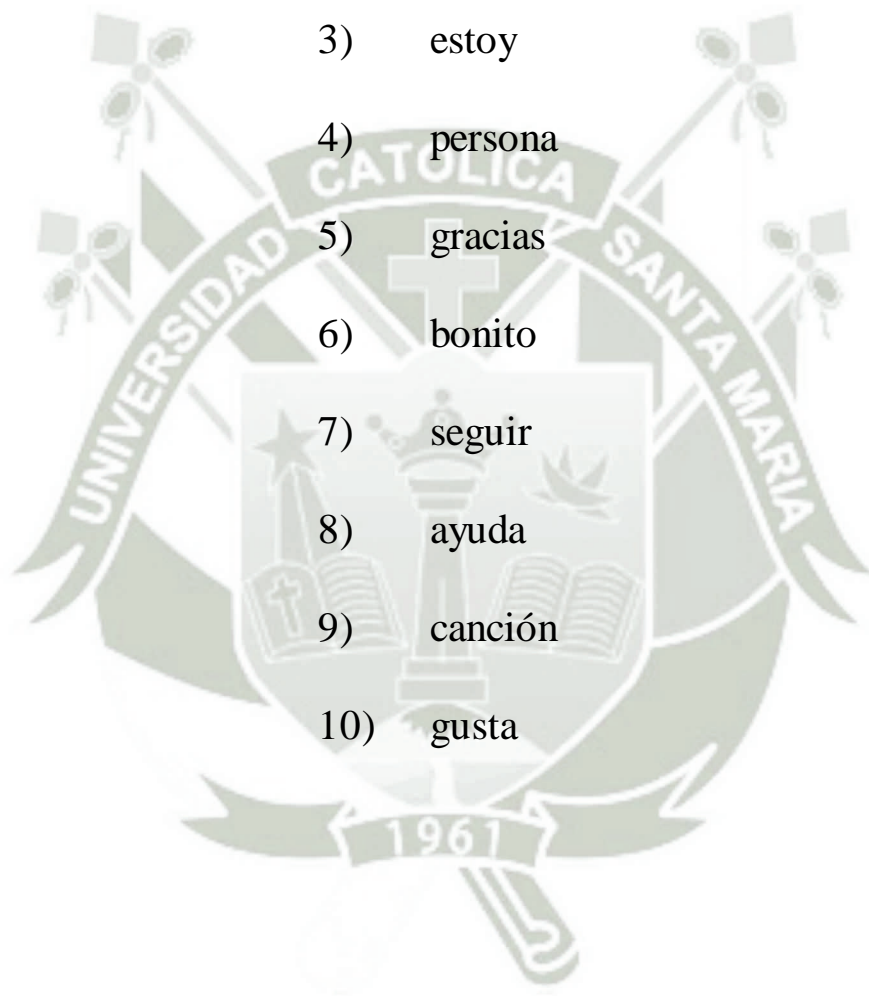 3) estoy
4) persona
CATÓLICA
5) gracias
UNIVERSIDAD
SANTA MARIA
6) bonito
7) seguir
8) ayuda
9) canción
10) gusta
1961